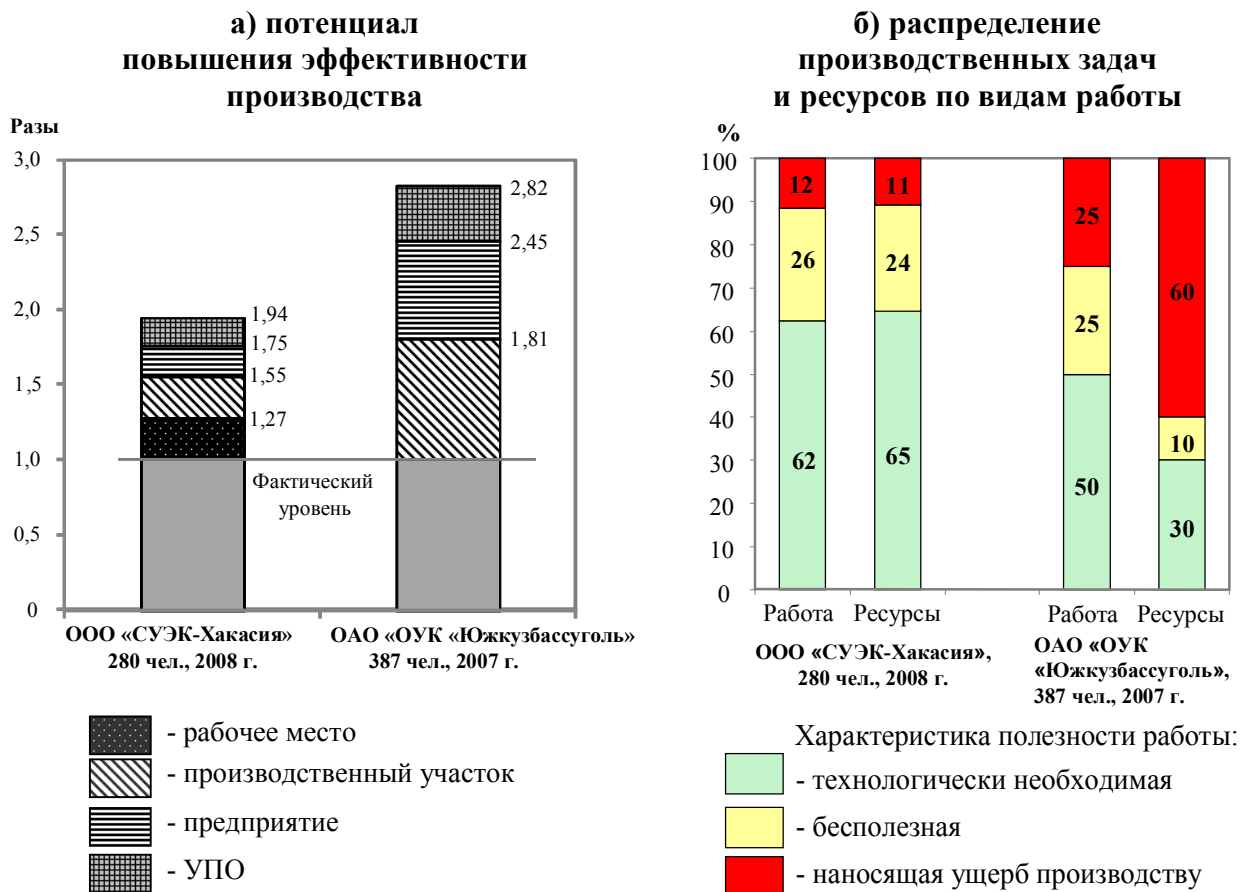 а) потенциал
повышения эффективности
производства
Разы
3,0
2,5
2,0
1,5
1,0
0,5
0
2,82
2,45
1,81
1,94
1,75
1,55
1,27
Фактический
уровень
ООО «СУЭК-Хакасия»
280 чел., 2008 г.
ОАО «ОУК «Южкузбассуголь»
387 чел., 2007 г.
- рабочее место
- производственный участок
- предприятие
- УПО
б) распределение
производственных задач
и ресурсов по видам работы
%
100
90
80
70
60
50
40
30
20
10
0
12
26
62
11
24
65
25
25
50
60
10
30
Работа
Ресурсы
Работа
Ресурсы
ООО «СУЭК-Хакасия»,
280 чел., 2008 г.
ОАО «ОУК
«Южкузбассуголь»,
387 чел., 2007 г.
Характеристика полезности работы:
- технологически необходимая
- бесполезная
- наносящая ущерб производству